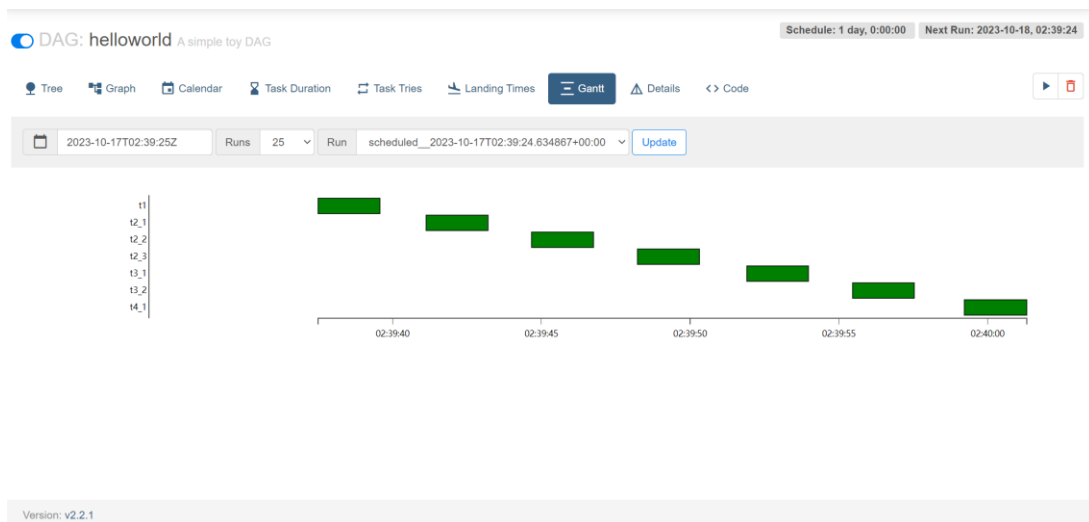 DAG: helloworld A simple toy DAG
Schedule: 1 day, 0:00:00 Next Run: 2023-10-18, 02:39:24
Tree Graph Calendar Task Duration Task Tries Landing Times Gantt Details <> Code
2023-10-17T02:39:25Z Runs 25 Run scheduled__2023-10-17T02:39:24.634867+00:00 Update
t1
t2_1
t2_2
t2_3
t3_1
t3_2
t4_1
02:39:40 02:39:45 02:39:50 02:39:55 02:40:00
Version: v2.2.1